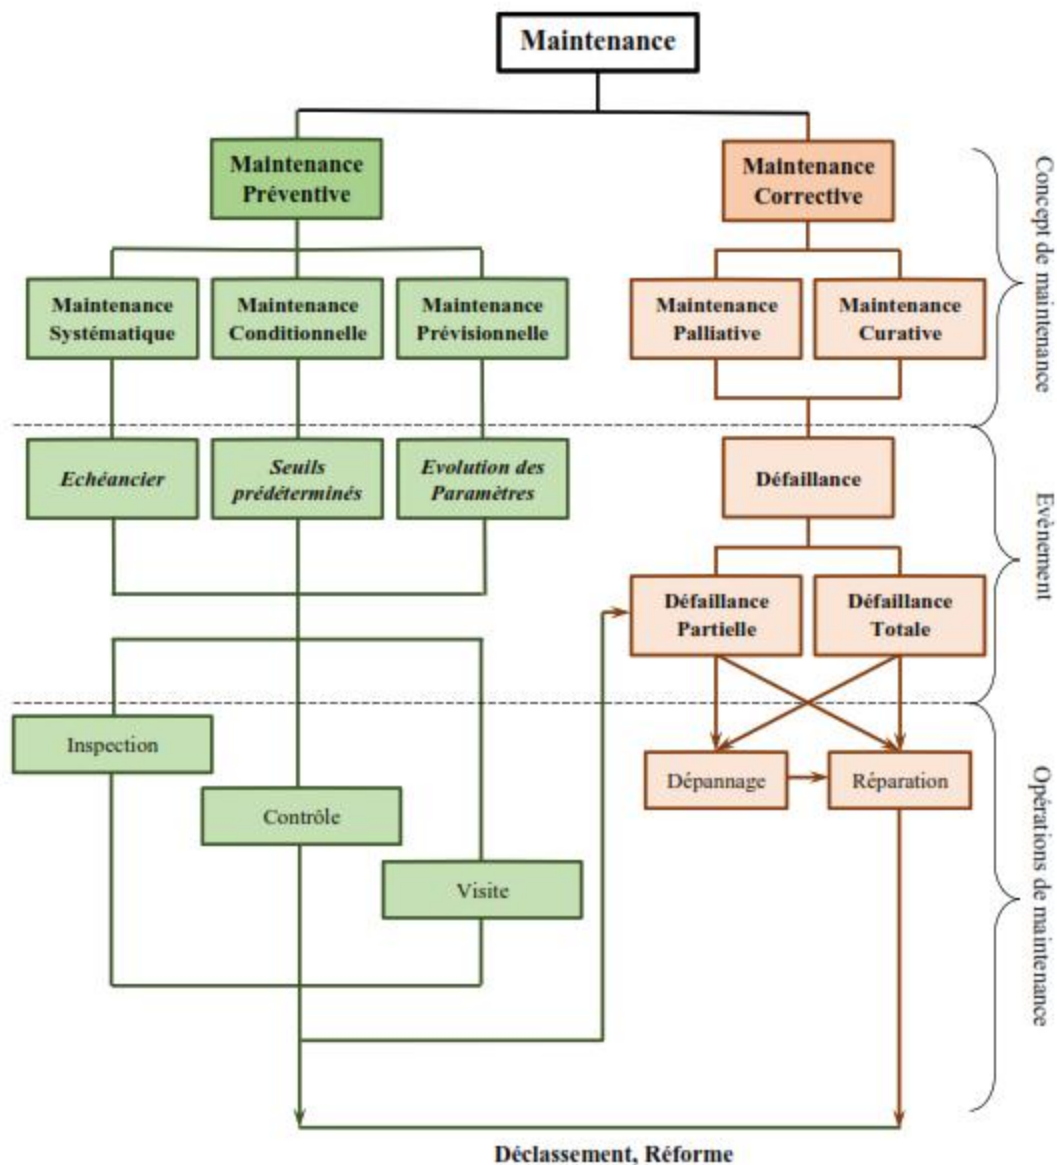 Maintenance
Maintenance
Préventive
Maintenance
Corrective
Maintenance
Systématique
Maintenance
Conditionnelle
Maintenance
Prévisionnelle
Maintenance
Palliative
Maintenance
Curative
Concept de maintenance
Echéancier
Seuils
prédéterminés
Evolution des
Paramètres
Défaillance
Défaillance
Partielle
Défaillance
Totale
Evènement
Inspection
Contrôle
Visite
Dépannage
Réparation
Opérations de maintenance
Déclassement, Réforme